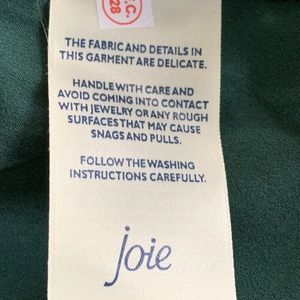 C.
28
THE FABRIC AND DETAILS IN
THIS GARMENT ARE DELICATE.
HANDLE WITH CARE AND
AVOID COMING INTO CONTACT
WITH JEWELRY OR ANY ROUGH
SURFACES THAT MAY CAUSE
SNAGS AND PULLS.
FOLLOW THE WASHING
INSTRUCTIONS CAREFULLY.
joie